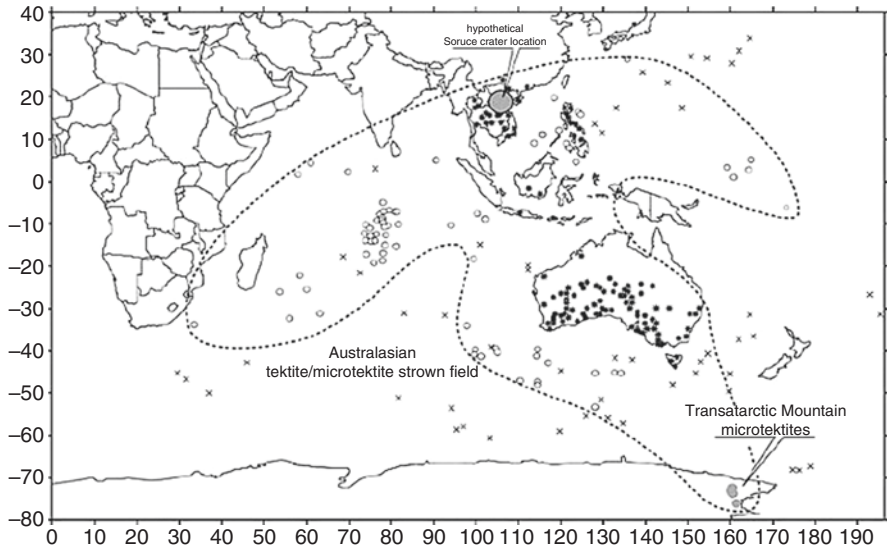 40
hypothetical
Soruce crater location
30
20
10
0
–10
–20
–30
–40
Australasian
tektite/microtektite strown field
–50
Transatarctic Mountain
microtektites
–60
–70
–80
0 10 20 30 40 50 60 70 80 90 100 110 120 130 140 150 160 170 180 190